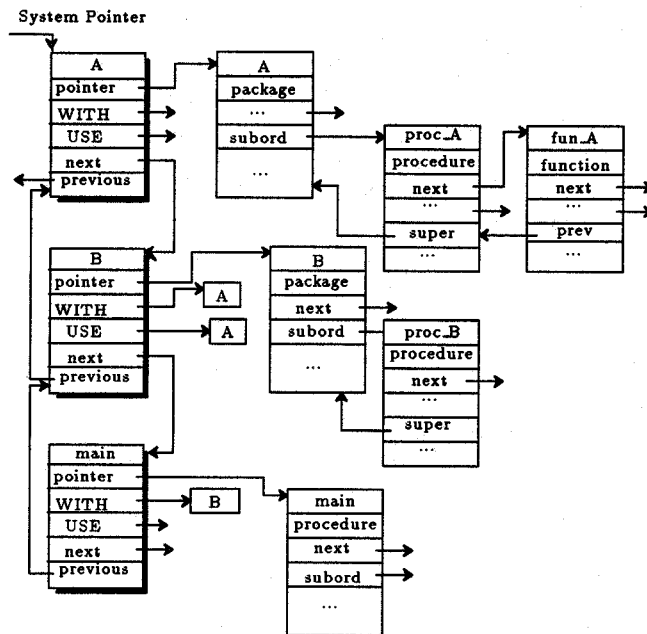 System Pointer
A
pointer
WITH
USE
next
previous
A
package
...
subord
...
proc_A
procedure
next
...
super
...
fun_A
function
next
...
prev
...
B
pointer
WITH
USE
next
previous
A
A
B
package
next
subord
...
proc_B
procedure
next
...
super
...
main
pointer
WITH
USE
next
previous
B
main
procedure
next
subord
...